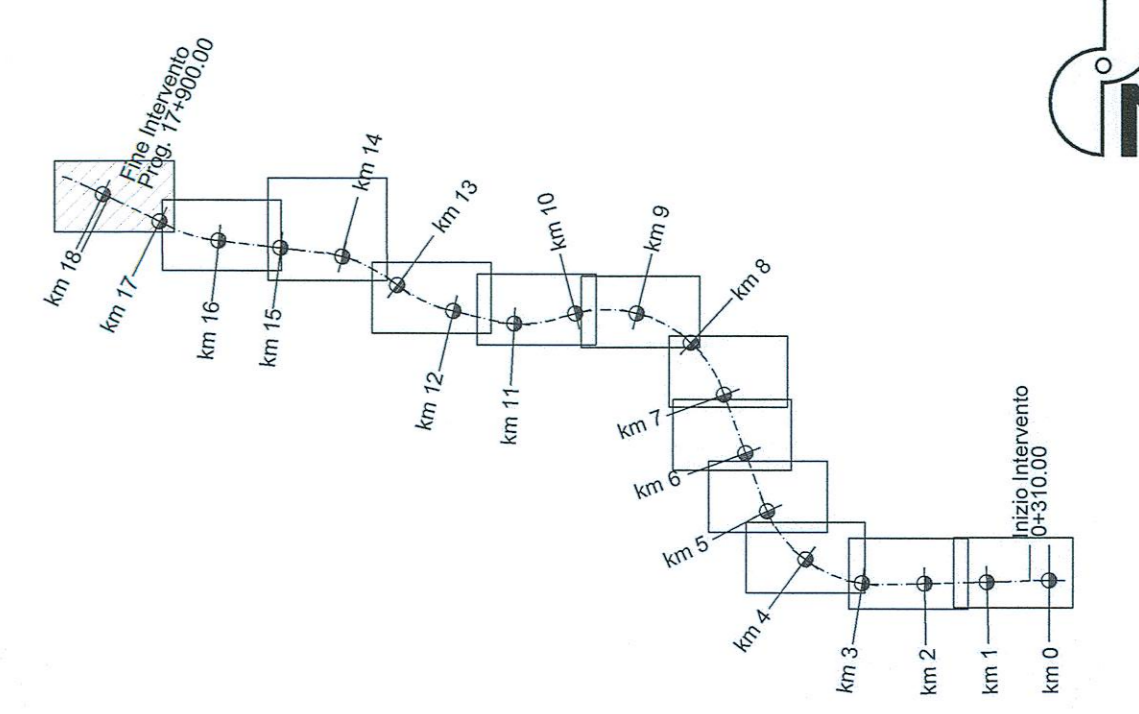 Fine Intervento
Prog. 17+900.00
km 18
km 17
km 16
km 15
km 14
km 13
km 12
km 11
km 10
km 9
km 8
km 7
km 6
km 5
km 4
km 3
km 2
km 1
km 0
Inizio Intervento
0+310.00